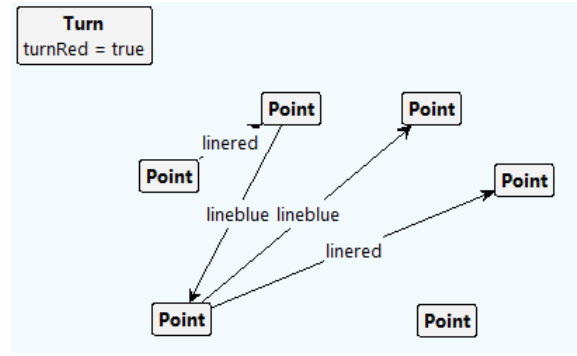 Turn
turnRed = true
Point
Point
linered
Point
Point
lineblue
lineblue
linered
Point
Point